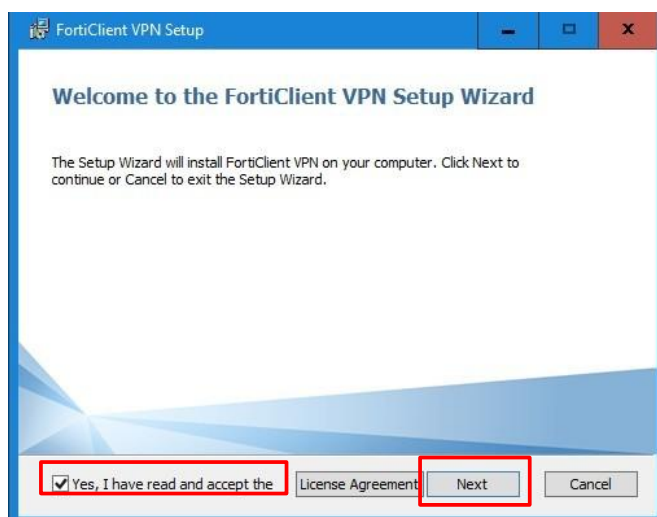 FortiClient VPN Setup
Welcome to the FortiClient VPN Setup Wizard
The Setup Wizard will install FortiClient VPN on your computer. Click Next to
continue or Cancel to exit the Setup Wizard.
Yes, I have read and accept the License Agreement Next Cancel